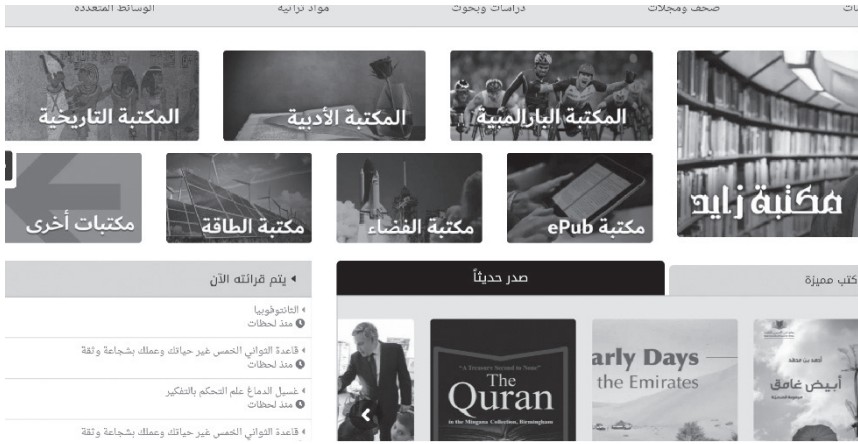 صحف ومجلات
دراسات وبحوث
مواد تراثية
الوسائط المتعددة
مكتبة زايد
المكتبة البارالمبية
المكتبة الأدبية
المكتبة التاريخية
مكتبة ePub
مكتبة الفضاء
مكتبة الطاقة
مكتبات أخرى
كتب مميزة
صدر حديثاً
أحمد بن محمد
أبيض غامق
arly Days
the Emirates
"A Treasury Second to None"
The
Quran
in the Mingana Collection, Birmingham
يتم قرائته الآن
الثانتوفوبيا
منذ لحظات
قاعدة الثواني الخمس غير حياتك وعملك بشجاعة وثقة
منذ لحظات
غسيل الدماغ علم التحكم بالتفكير
منذ لحظات
قاعدة الثواني الخمس غير حياتك وعملك بشجاعة وثقة